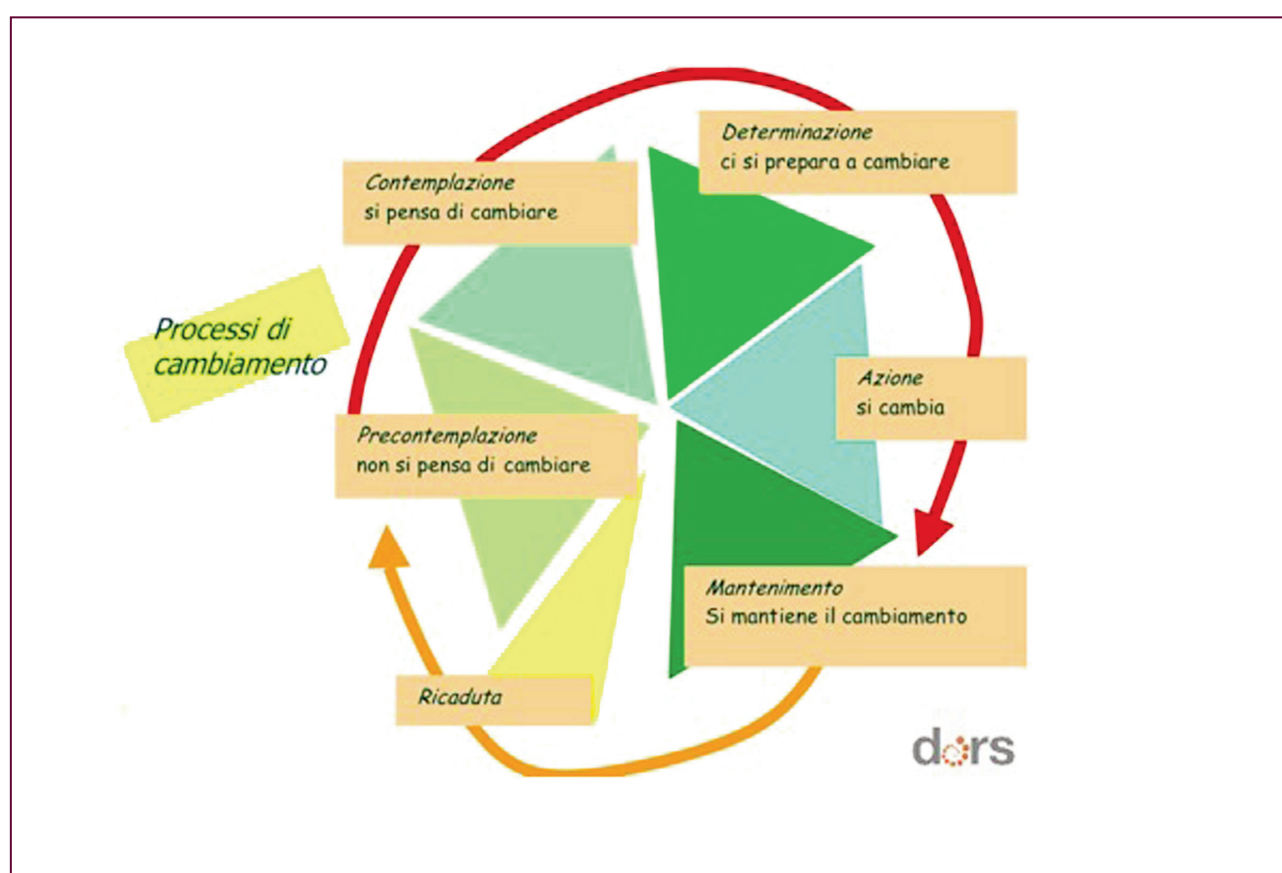 Determinazione
ci si prepara a cambiare
Contemplazione
si pensa di cambiare
Processi di
cambiamento
Azione
si cambia
Precontemplazione
non si pensa di cambiare
Mantenimento
Si mantiene il cambiamento
Ricaduta
dors